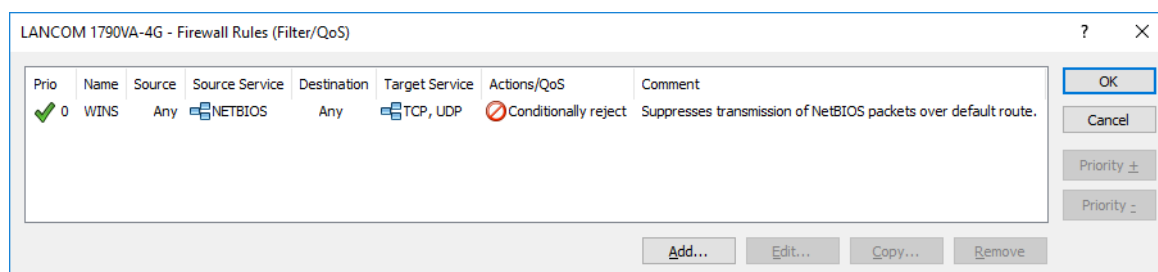 LANCOM 1790VA-4G - Firewall Rules (Filter/QoS) ? ×
Prio Name Source Source Service Destination Target Service Actions/QoS Comment
0 WINS Any NETBIOS Any TCP, UDP Conditionally reject Suppresses transmission of NetBIOS packets over default route.
OK
Cancel
Priority +
Priority -
Add... Edit... Copy... Remove